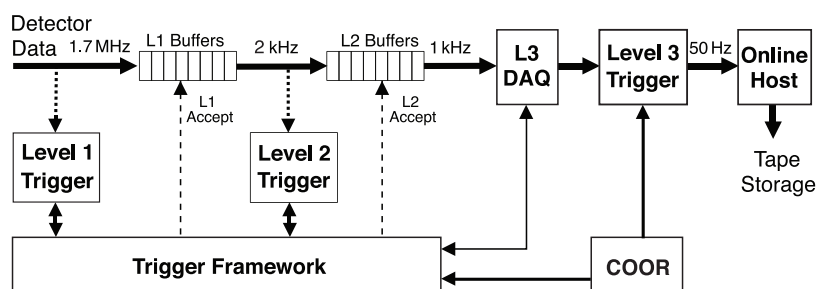 Detector
Data
1.7 MHz
L1 Buffers
2 kHz
L2 Buffers
1 kHz
L3
DAQ
Level 3
Trigger
50 Hz
Online
Host
L1
Accept
L2
Accept
Level 1
Trigger
Level 2
Trigger
Tape
Storage
Trigger Framework
COOR